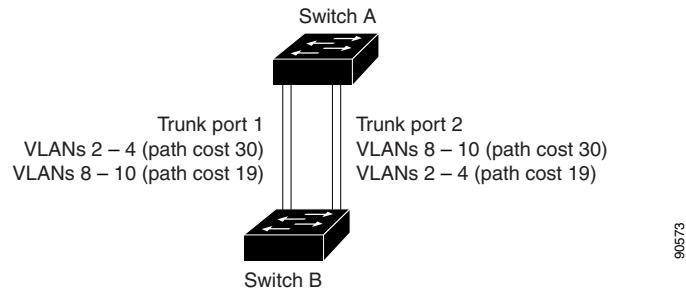 Switch A
Trunk port 1
VLANs 2 – 4 (path cost 30)
VLANs 8 – 10 (path cost 19)
Trunk port 2
VLANs 8 – 10 (path cost 30)
VLANs 2 – 4 (path cost 19)
90573
Switch B